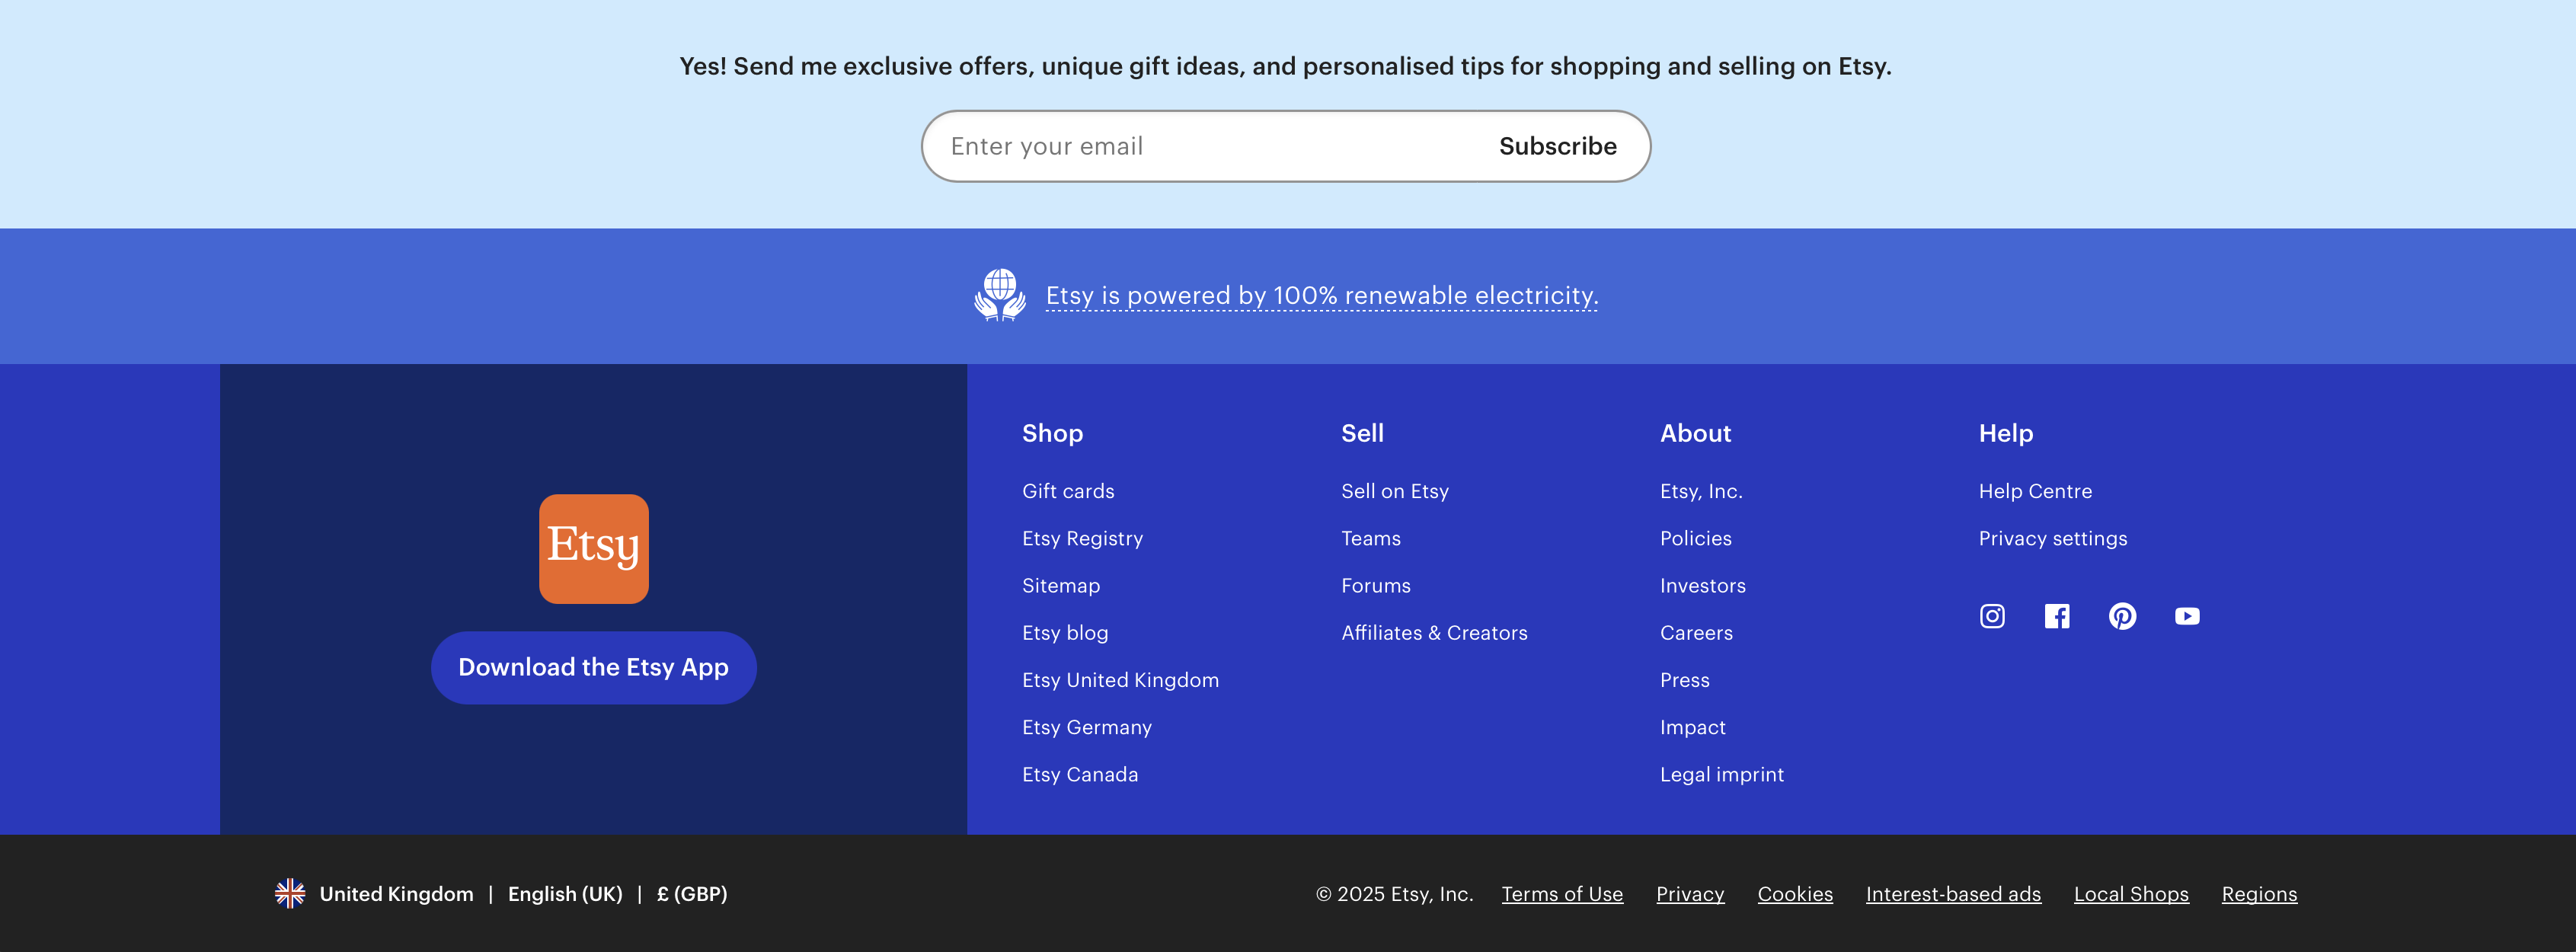 Yes! Send me exclusive offers, unique gift ideas, and personalised tips for shopping and selling on Etsy.
Enter your email
Subscribe
Etsy is powered by 100% renewable electricity.
Etsy
Download the Etsy App
Shop
Gift cards
Etsy Registry
Sitemap
Etsy blog
Etsy United Kingdom
Etsy Germany
Etsy Canada
Sell
Sell on Etsy
Teams
Forums
Affiliates & Creators
About
Etsy, Inc.
Policies
Investors
Careers
Press
Impact
Legal imprint
Help
Help Centre
Privacy settings
United Kingdom | English (UK) | £ (GBP)
© 2025 Etsy, Inc. Terms of Use Privacy Cookies Interest-based ads Local Shops Regions